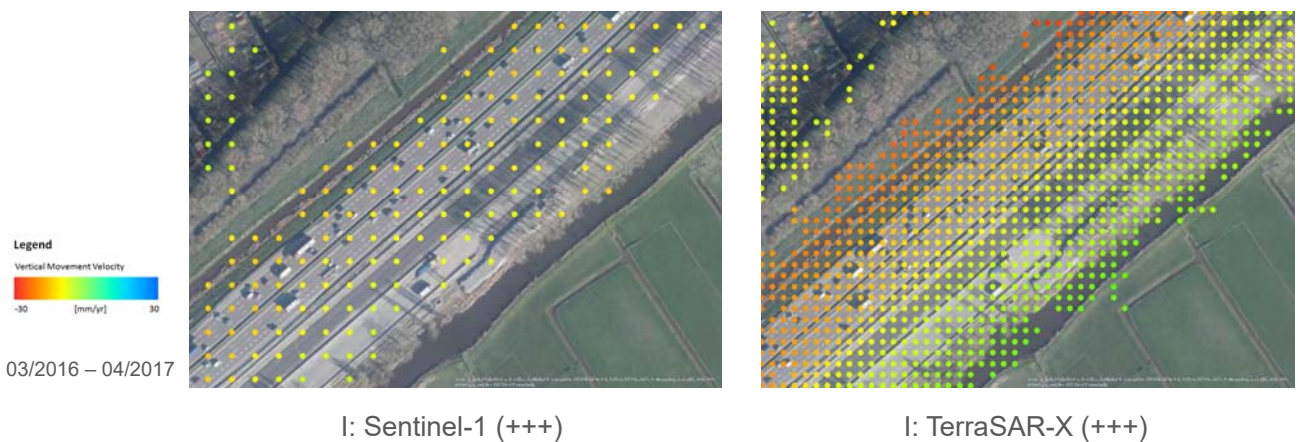 Legend
Vertical Movement Velocity
-30 [mm/yr] 30
03/2016 – 04/2017
I: Sentinel-1 (+++)
I: TerraSAR-X (+++)